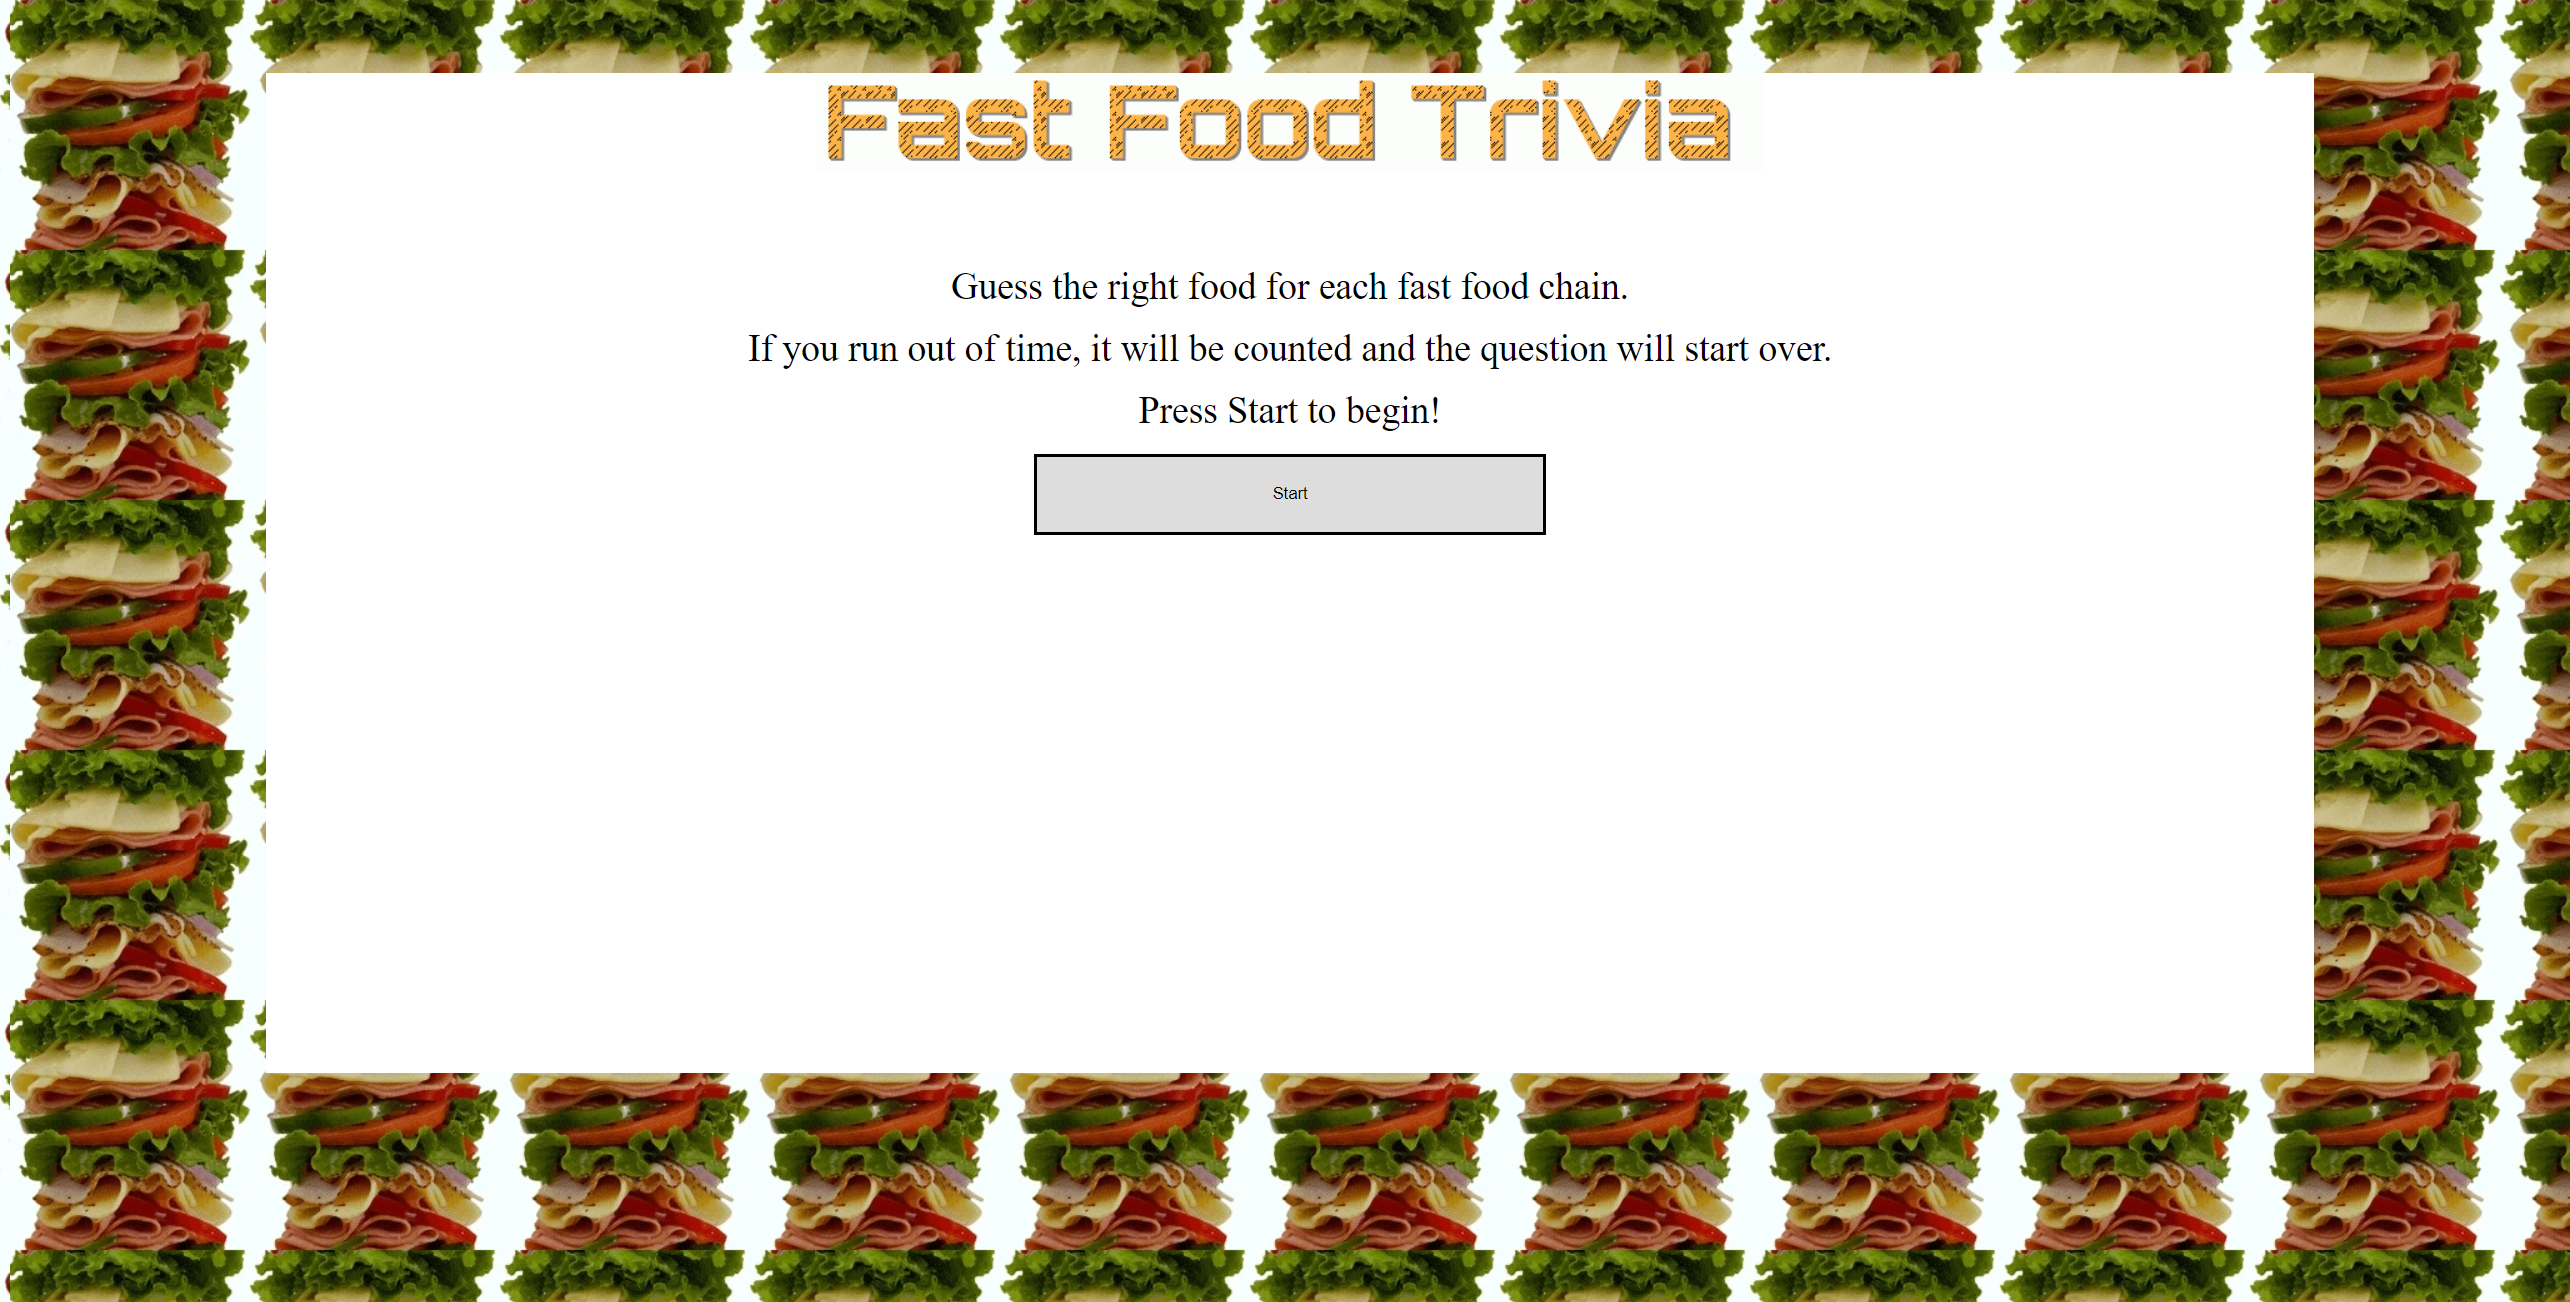 Fast Food Trivia
Guess the right food for each fast food chain.
If you run out of time, it will be counted and the question will start over.
Press Start to begin!
Start